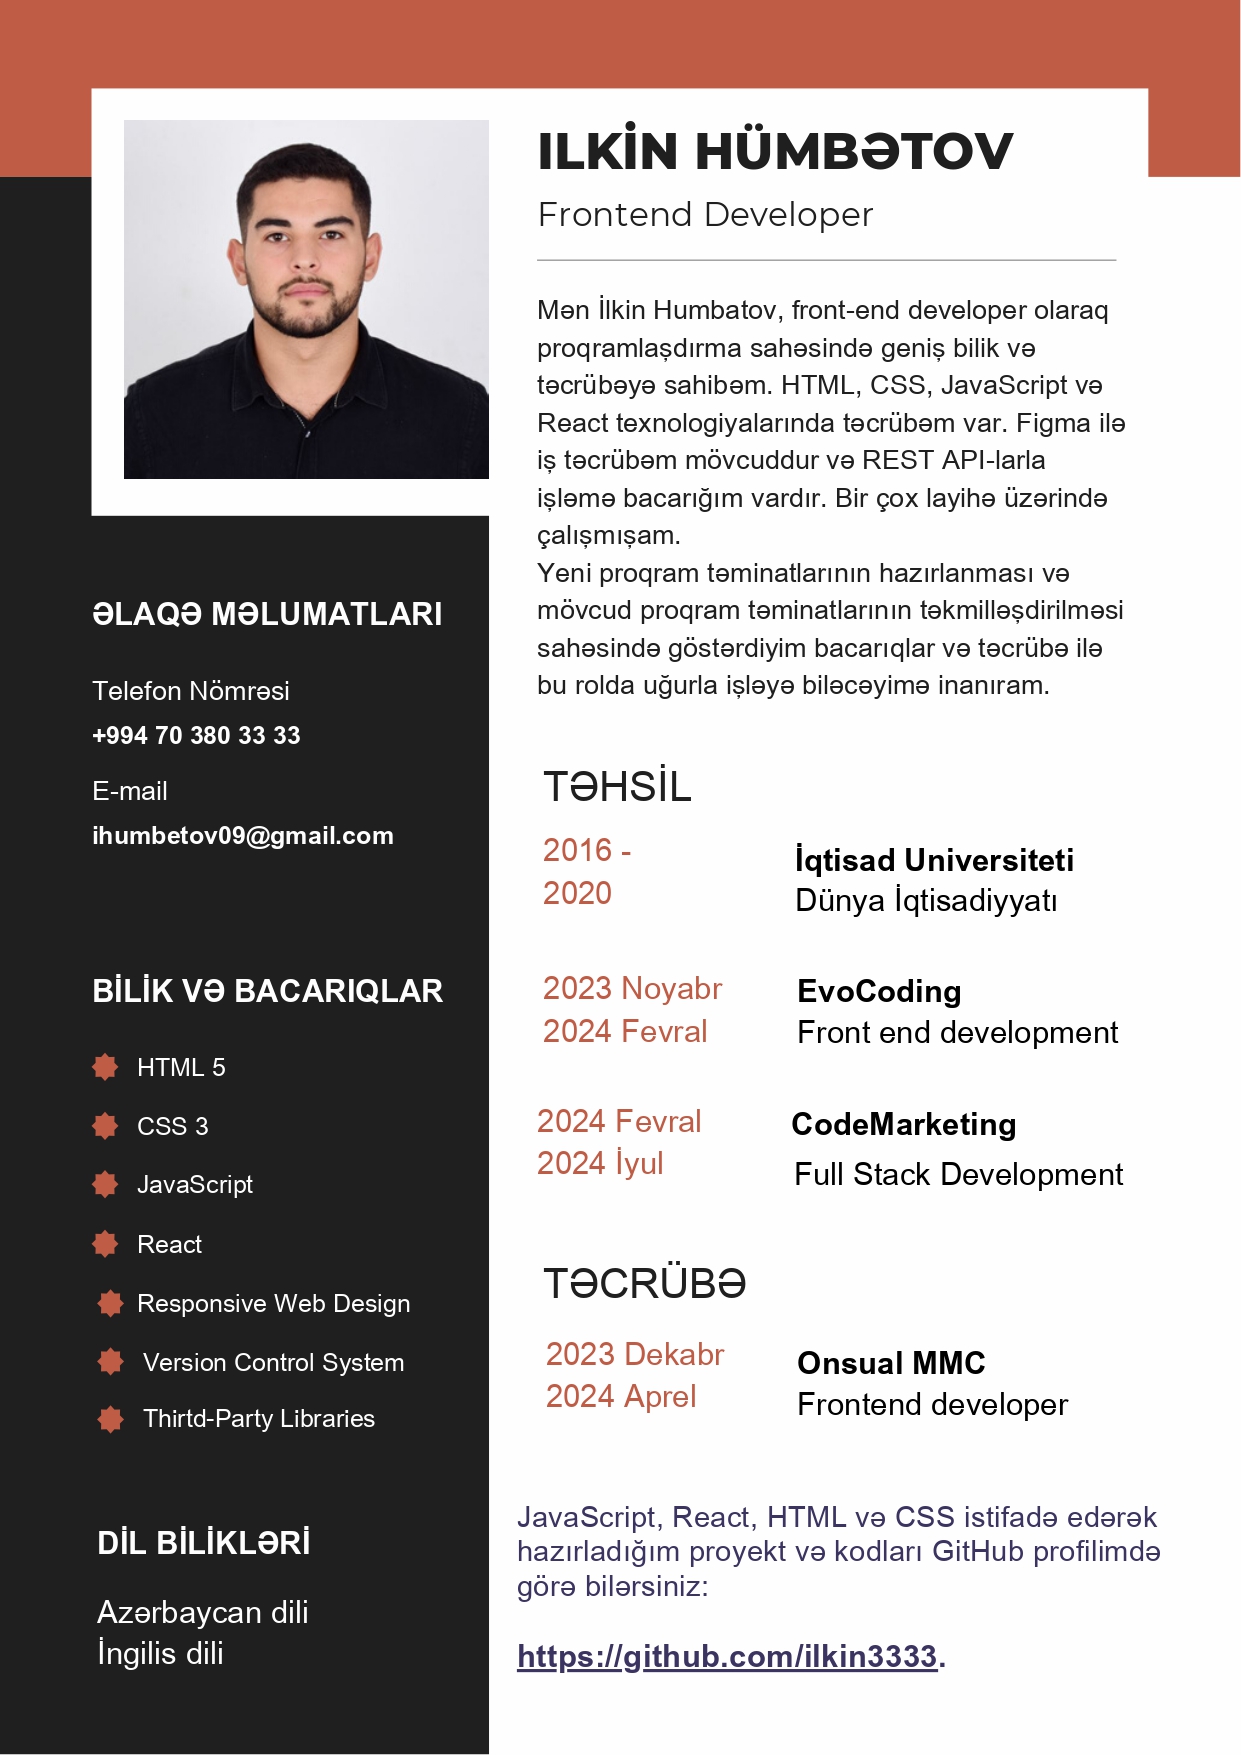 ILKİN HÜMBƏTOV
Frontend Developer
Mən İlkin Humbatov, front-end developer olaraq
proqramlaşdırma sahəsində geniş bilik və
təcrübəyə sahibəm. HTML, CSS, JavaScript və
React texnologiyalarında təcrübəm var. Figma ilə
iş təcrübəm mövcuddur və REST API-larla
işləmə bacarığım vardır. Bir çox layihə üzərində
çalışmışam.
Yeni proqram təminatlarının hazırlanması və
mövcud proqram təminatlarının təkmilləşdirilməsi
sahəsində göstərdiyim bacarıqlar və təcrübə ilə
bu rolda uğurla işləyə biləcəyimə inanıram.
ƏLAQƏ MƏLUMATLARI
Telefon Nömrəsi
+994 70 380 33 33
E-mail
ihumbetov09@gmail.com
BİLİK VƏ BACARIQLAR
HTML 5
CSS 3
JavaScript
React
Responsive Web Design
Version Control System
Thirtd-Party Libraries
DİL BİLİKLƏRİ
Azərbaycan dili
İngilis dili
TƏHSİL
2016 -
2020
İqtisad Universiteti
Dünya İqtisadiyyatı
2023 Noyabr
2024 Fevral
EvoCoding
Front end development
2024 Fevral
2024 İyul
CodeMarketing
Full Stack Development
TƏCRÜBƏ
2023 Dekabr
2024 Aprel
Onsual MMC
Frontend developer
JavaScript, React, HTML və CSS istifadə edərək
hazırladığım proyekt və kodları GitHub profilimdə
görə bilərsiniz:
https://github.com/ilkin3333.